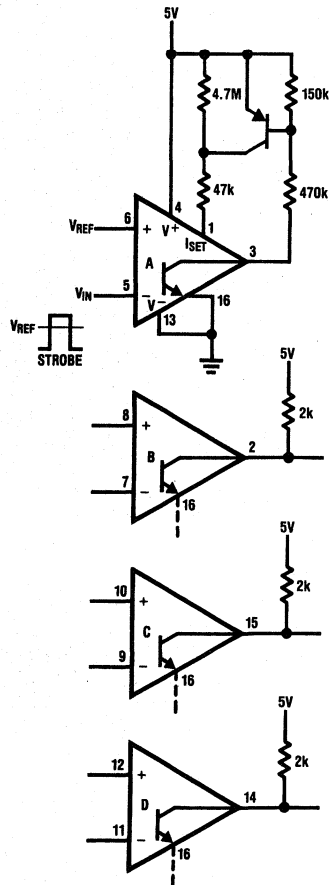 5V
4.7M
150k
47k
470k
4
1
VREF
6
+
V+
ISET
3
A
VIN
5
−
V−
16
13
VREF
STROBE
5V
2k
8
+
B
2
7
−
16
5V
2k
10
+
C
15
9
−
16
5V
2k
12
+
D
14
11
−
16